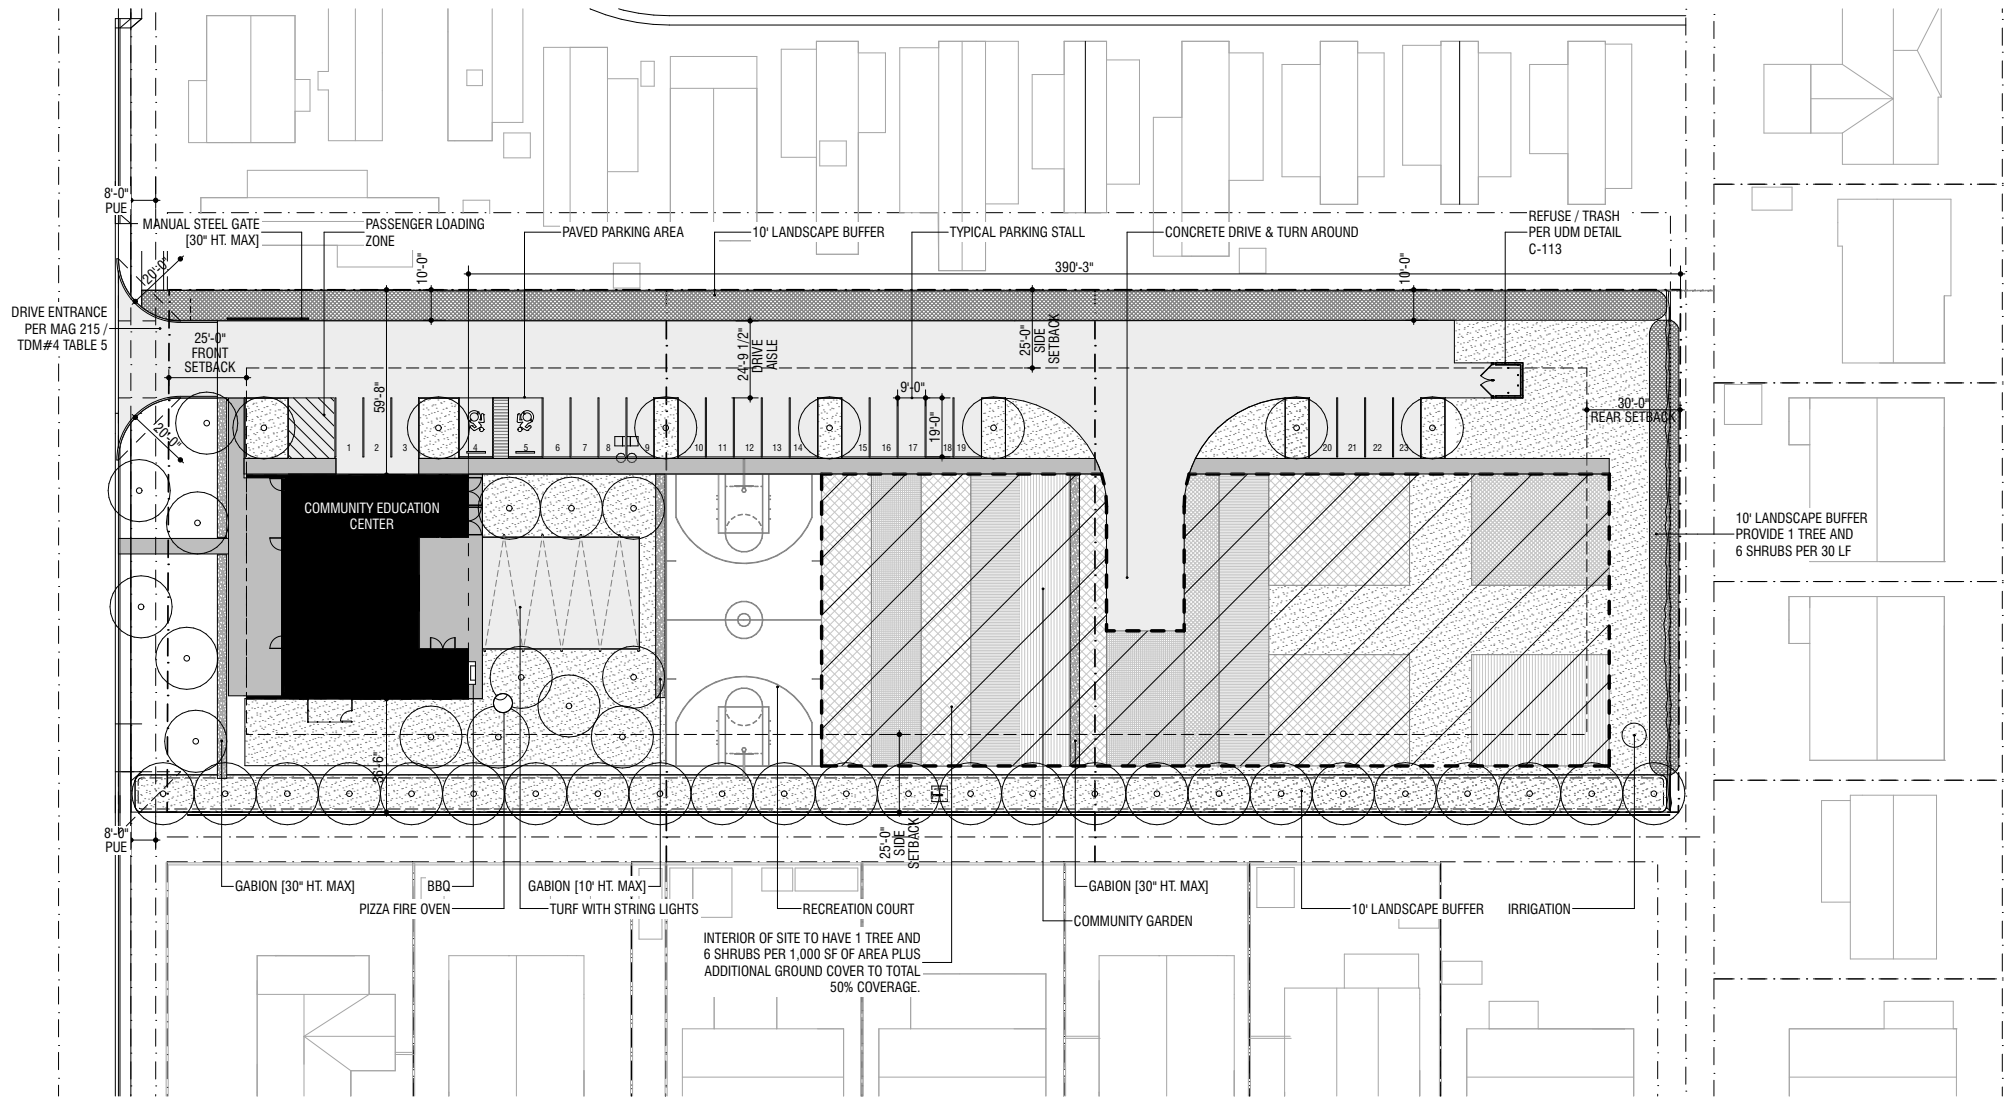 8'-0"
PUE
MANUAL STEEL GATE
[30" HT. MAX]
PASSENGER LOADING
ZONE
PAVED PARKING AREA
10' LANDSCAPE BUFFER
TYPICAL PARKING STALL
CONCRETE DRIVE & TURN AROUND
REFUSE / TRASH
PER UDM DETAIL
C-113
20'-0"
10'-0"
390'-3"
10'-0"
DRIVE ENTRANCE
PER MAG 215 /
TDM#4 TABLE 5
25'-0"
FRONT
SETBACK
59'-8"
24'-9 1/2"
DRIVE
AISLE
25'-0"
SIDE
SETBACK
9'-0"
19'-0"
30'-0"
REAR SETBACK
20'-0"
1 2 3 4 5 6 7 8 9 10 11 12 13 14 15 16 17 18 19 20 21 22 23
COMMUNITY EDUCATION
CENTER
10' LANDSCAPE BUFFER
PROVIDE 1 TREE AND
6 SHRUBS PER 30 LF
8'-0"
PUE
25'-0"
SIDE
SETBACK
GABION [30" HT. MAX]
BBQ
GABION [10' HT. MAX]
GABION [30" HT. MAX]
PIZZA FIRE OVEN
TURF WITH STRING LIGHTS
RECREATION COURT
COMMUNITY GARDEN
10' LANDSCAPE BUFFER
IRRIGATION
INTERIOR OF SITE TO HAVE 1 TREE AND
6 SHRUBS PER 1,000 SF OF AREA PLUS
ADDITIONAL GROUND COVER TO TOTAL
50% COVERAGE.